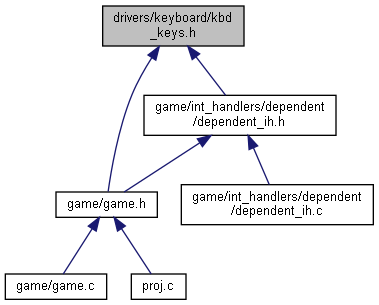 drivers/keyboard/kbd
_keys.h
game/int_handlers/dependent
/dependent_ih.h
game/game.h
game/int_handlers/dependent
/dependent_ih.c
game/game.c
proj.c